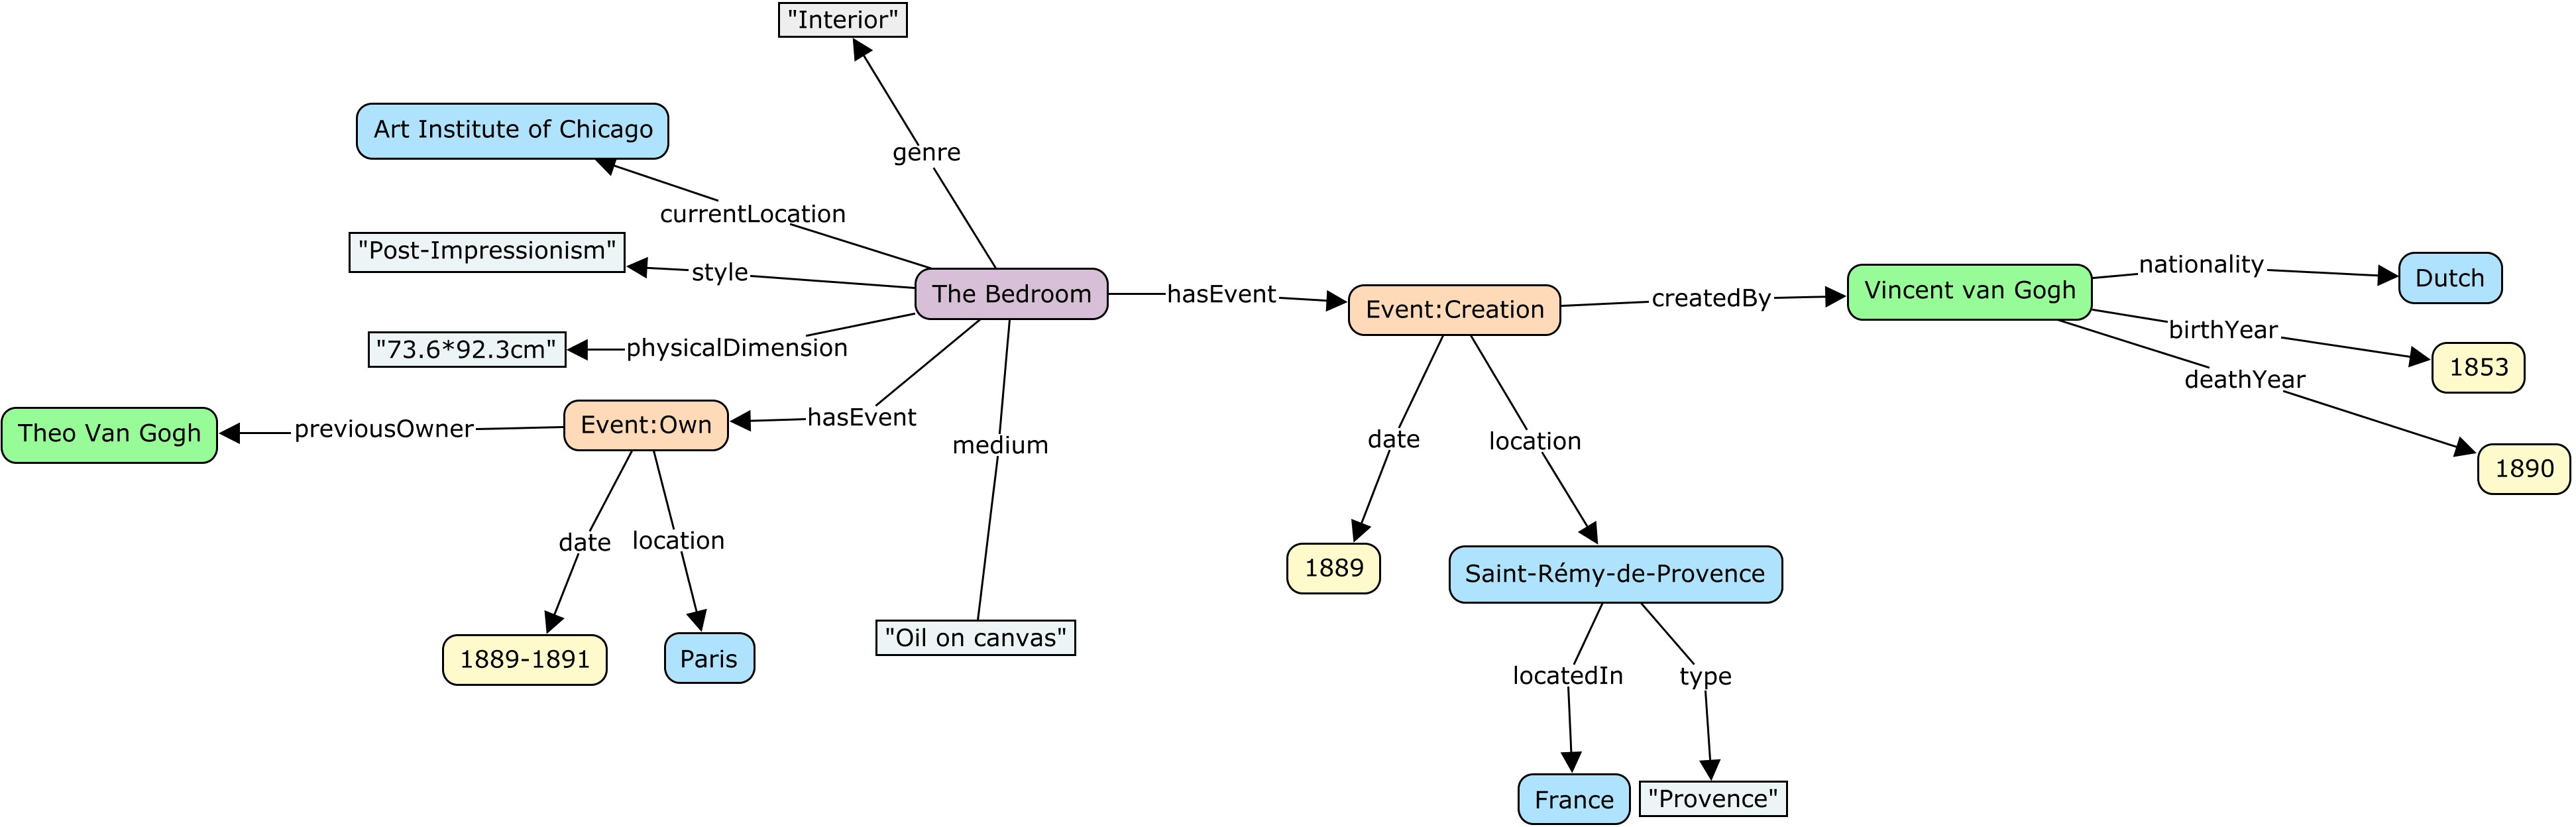 "Interior"
Art Institute of Chicago
genre
currentLocation
"Post-Impressionism"
style
The Bedroom
hasEvent
Event:Creation
createdBy
Vincent van Gogh
nationality
Dutch
birthYear
1853
deathYear
1890
"73.6*92.3cm"
physicalDimension
Theo Van Gogh
previousOwner
Event:Own
hasEvent
medium
date
location
date
location
1889
Saint-Rémy-de-Provence
1889-1891
Paris
"Oil on canvas"
locatedIn
type
France
"Provence"